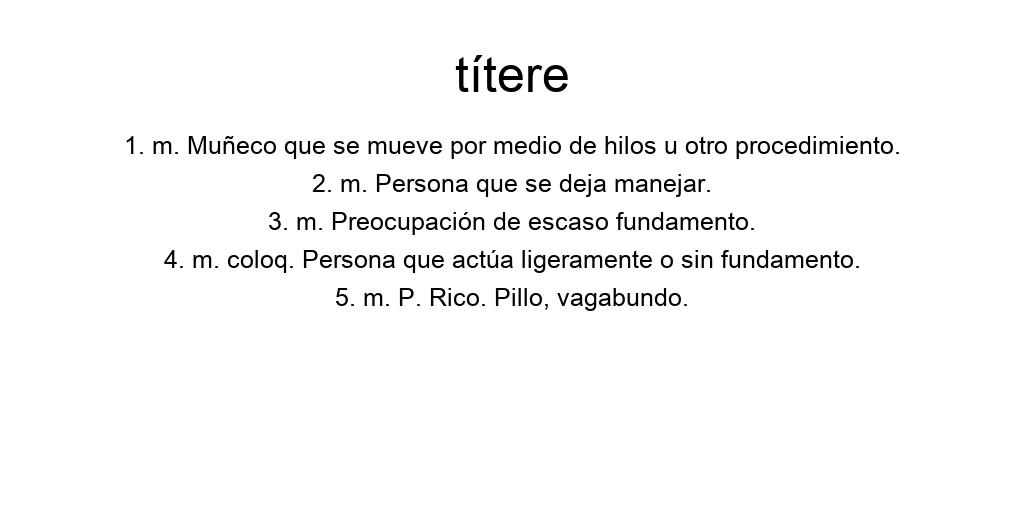 títere
1. m. Muñeco que se mueve por medio de hilos u otro procedimiento.
2. m. Persona que se deja manejar.
3. m. Preocupación de escaso fundamento.
4. m. coloq. Persona que actúa ligeramente o sin fundamento.
5. m. P. Rico. Pillo, vagabundo.